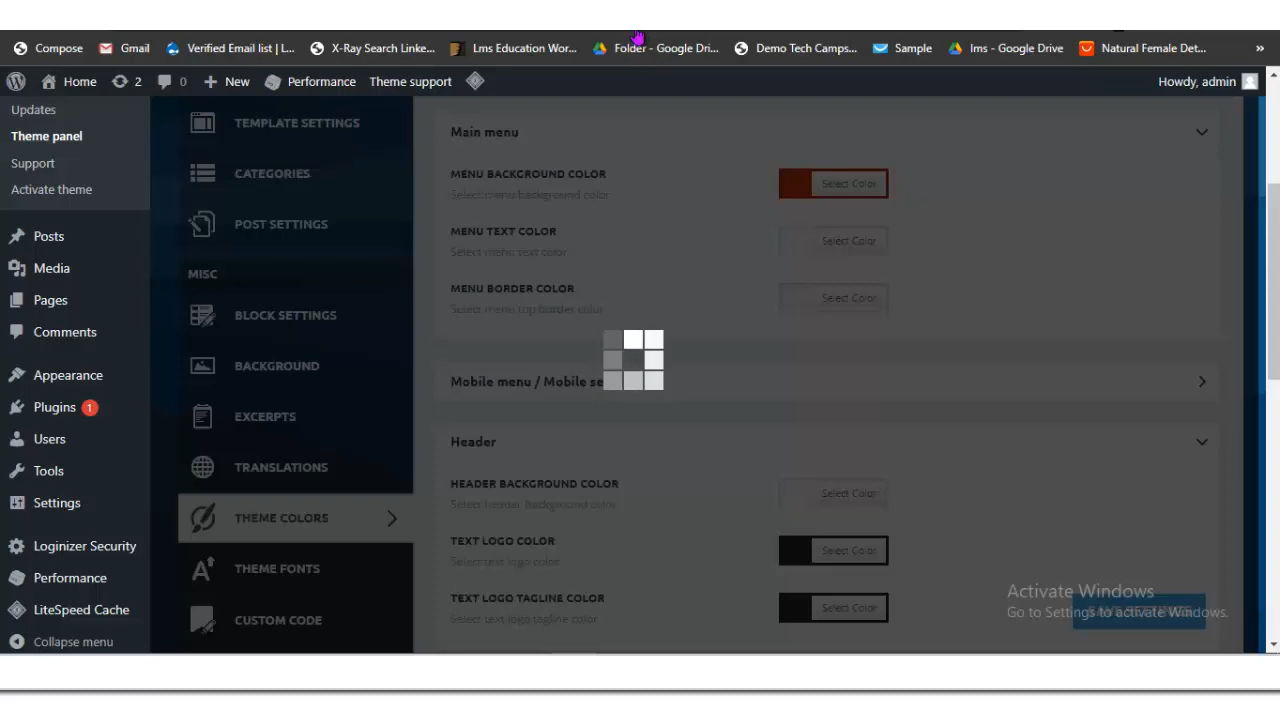 Compose Gmail Verified Email list | L... X-Ray Search Linke... Lms Education Wor... Folder - Google Dri... Demo Tech Camps... Sample lms - Google Drive Natural Female Det... »
Home 2 0 New Performance Theme support Howdy, admin
Updates
Theme panel
Support
Activate theme
Posts
Media
Pages
Comments
Appearance
Plugins 1
Users
Tools
Settings
Loginizer Security
Performance
LiteSpeed Cache
Collapse menu
TEMPLATE SETTINGS
CATEGORIES
POST SETTINGS
MISC
BLOCK SETTINGS
BACKGROUND
EXCERPTS
TRANSLATIONS
THEME COLORS
THEME FONTS
CUSTOM CODE
Main menu
MENU BACKGROUND COLOR
Select menu background color
Select Color
MENU TEXT COLOR
Select menu text color
Select Color
MENU BORDER COLOR
Select menu top border color
Select Color
Mobile menu / Mobile se
Header
HEADER BACKGROUND COLOR
Select header background color
Select Color
TEXT LOGO COLOR
Select text logo color
Select Color
TEXT LOGO TAGLINE COLOR
Select text logo tagline color
Select Color
Activate Windows
Go to Settings to activate Windows.